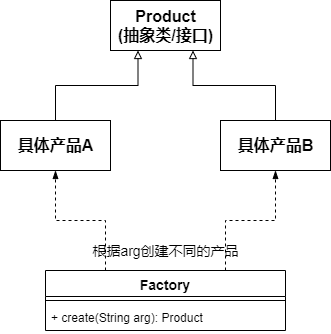 Product
(抽象类/接口)
具体产品A
具体产品B
根据arg创建不同的产品
Factory
+ create(String arg): Product